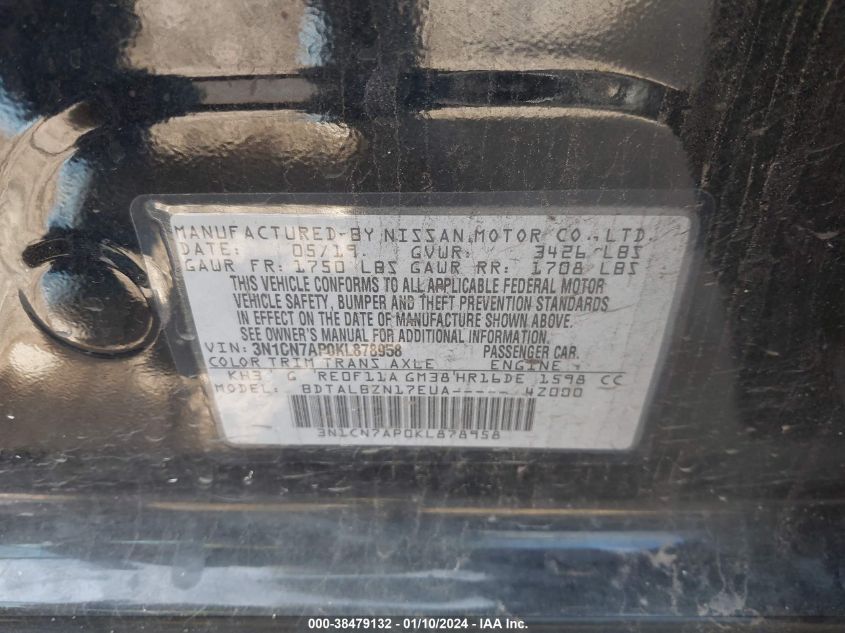 MANUFACTURED BY NISSAN MOTOR CO., LTD.
DATE: 05/19 GVWR: 3426 LBS
GAWR FR: 1750 LBS GAWR RR: 1708 LBS
THIS VEHICLE CONFORMS TO ALL APPLICABLE FEDERAL MOTOR
VEHICLE SAFETY, BUMPER AND THEFT PREVENTION STANDARDS
IN EFFECT ON THE DATE OF MANUFACTURE SHOWN ABOVE.
SEE OWNER'S MANUAL FOR ADDITIONAL INFORMATION.
VIN: 3N1CN7AP0KL878958 PASSENGER CAR.
COLOR TRIM TRANS AXLE ENGINE
KH3 G RE0F11A GM38 HR16DE 1598 CC
MODEL: BDTALBZN17EUA----- 42000
3N1CN7AP0KL878958
000-38479132 - 01/10/2024 - IAA Inc.